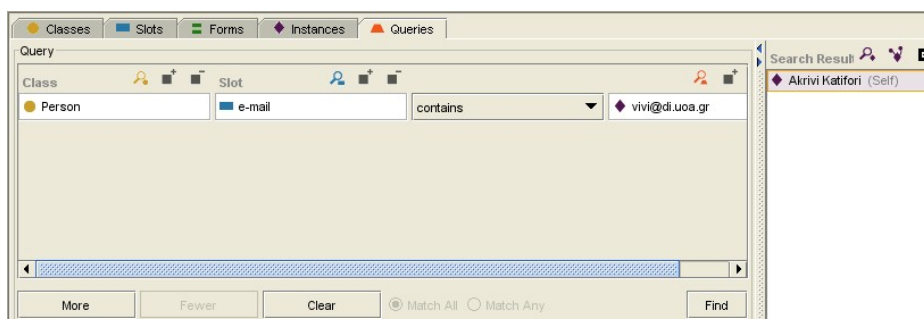 Classes Slots Forms Instances Queries
Query
Class Slot
Person e-mail contains vivi@di.uoa.gr
More Fewer Clear Match All Match Any Find
Search Result
Akrivi Katifori (Self)